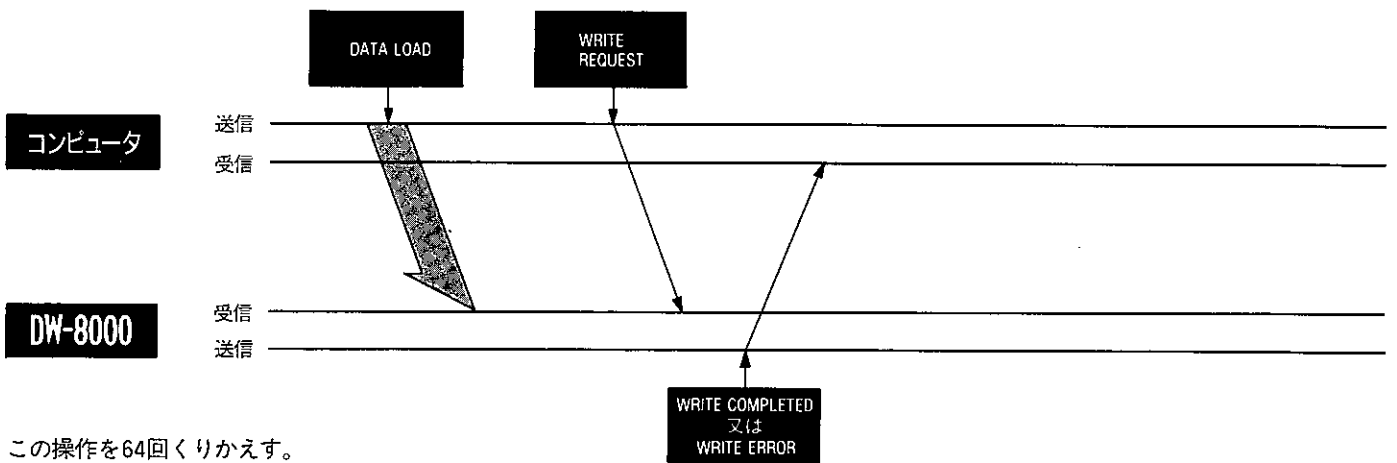 DATA LOAD
WRITE
REQUEST
コンピュータ
送信
受信
DW-8000
受信
送信
WRITE COMPLETED
又は
WRITE ERROR
この操作を64回くりかえす。